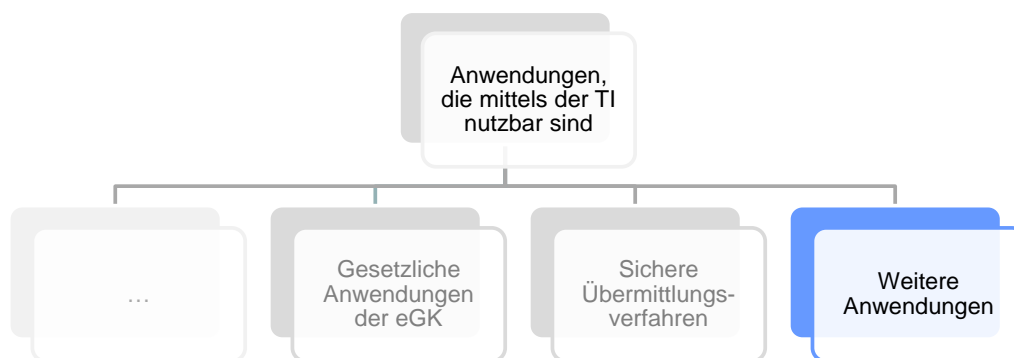 Anwendungen,
die mittels der TI
nutzbar sind
…
Gesetzliche
Anwendungen
der eGK
Sichere
Übermittlungs-
verfahren
Weitere
Anwendungen